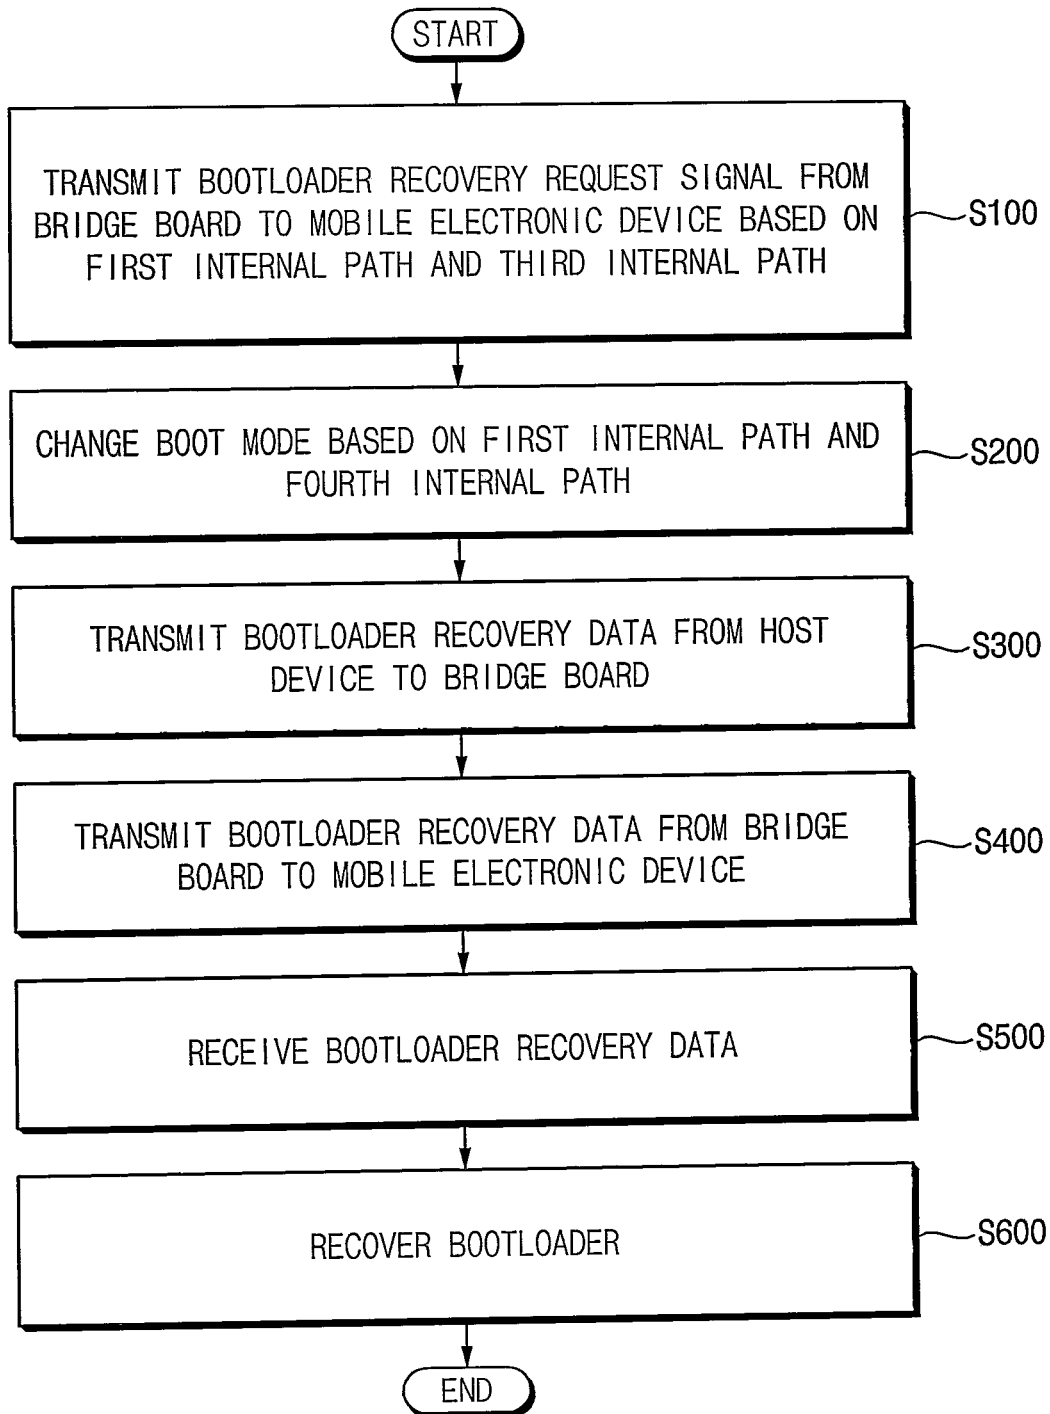 START
TRANSMIT BOOTLOADER RECOVERY REQUEST SIGNAL FROM
BRIDGE BOARD TO MOBILE ELECTRONIC DEVICE BASED ON
FIRST INTERNAL PATH AND THIRD INTERNAL PATH
S100
CHANGE BOOT MODE BASED ON FIRST INTERNAL PATH AND
FOURTH INTERNAL PATH
S200
TRANSMIT BOOTLOADER RECOVERY DATA FROM HOST
DEVICE TO BRIDGE BOARD
S300
TRANSMIT BOOTLOADER RECOVERY DATA FROM BRIDGE
BOARD TO MOBILE ELECTRONIC DEVICE
S400
RECEIVE BOOTLOADER RECOVERY DATA
S500
RECOVER BOOTLOADER
S600
END